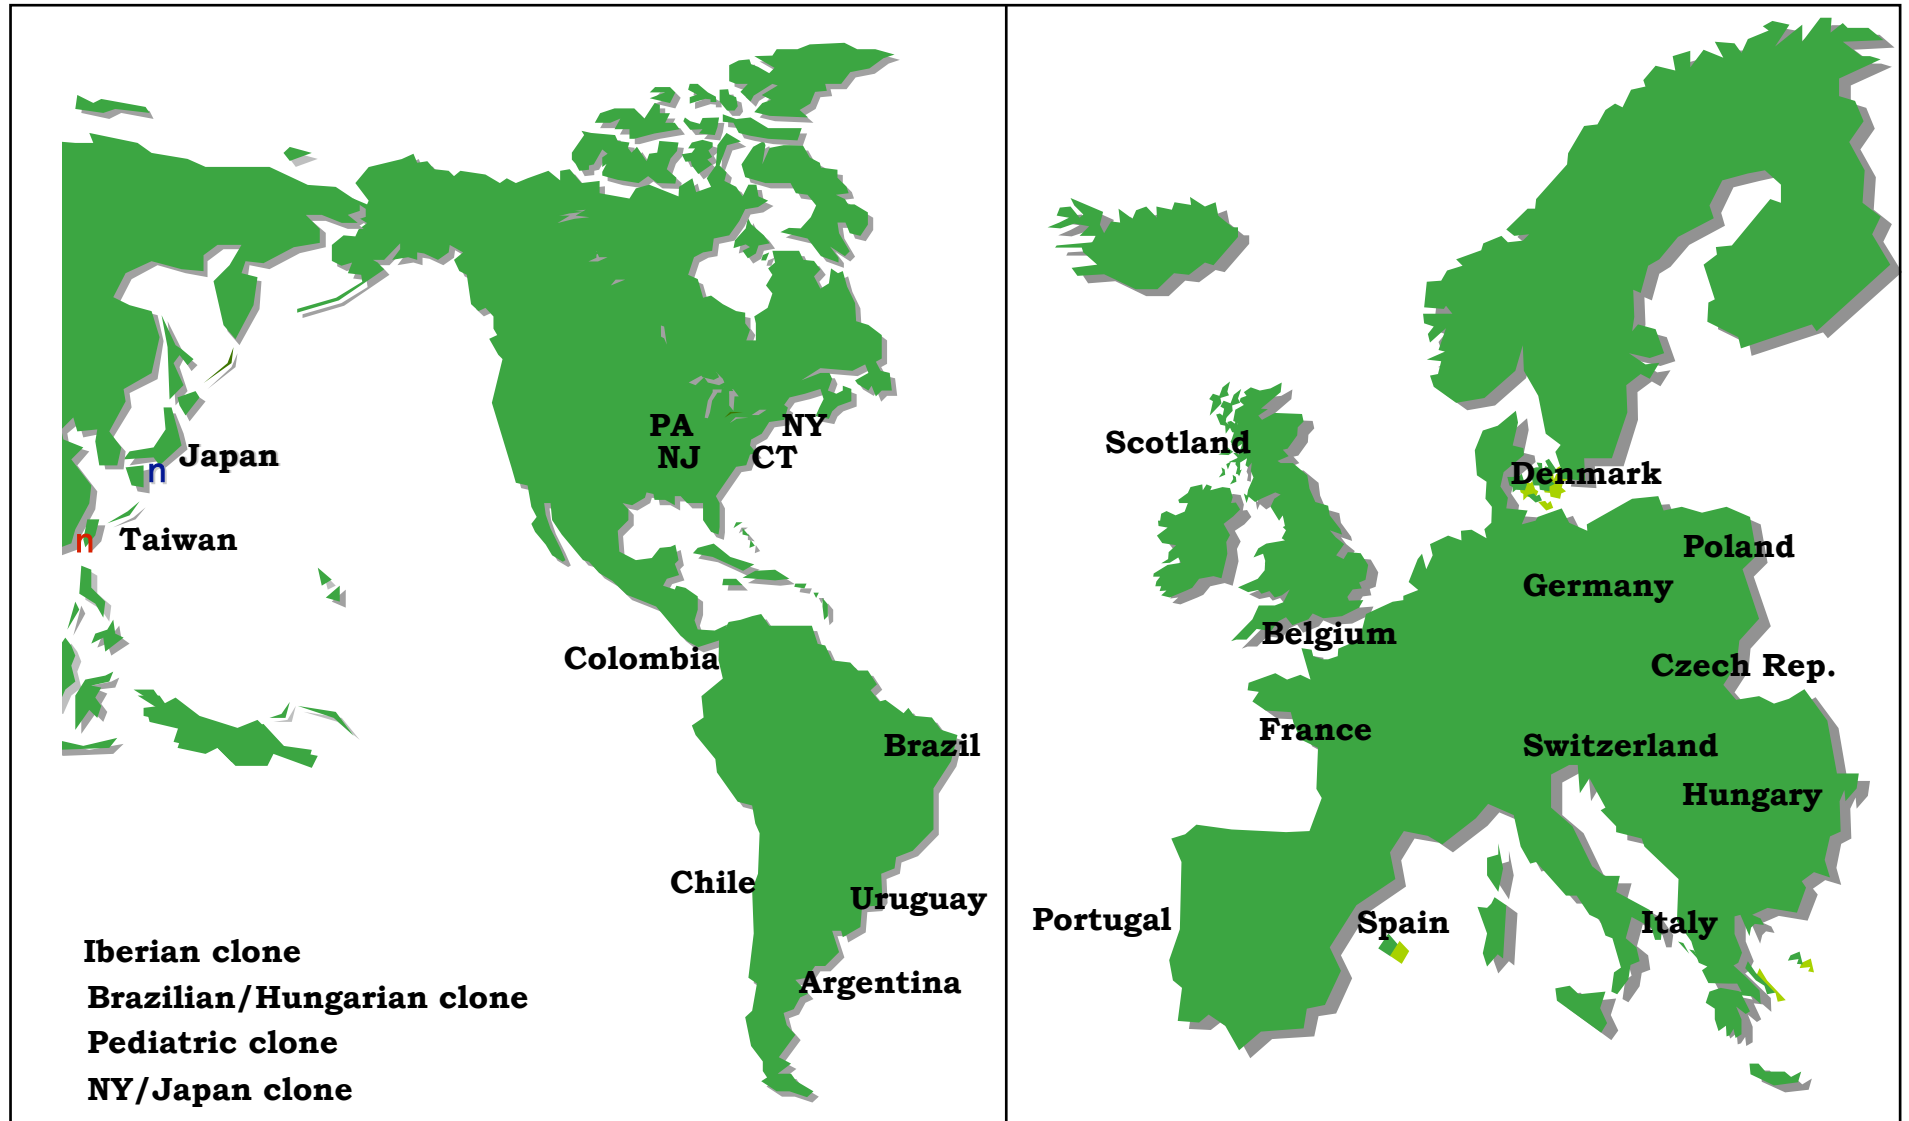 PA NY
NJ CT
Japan
n
Taiwan
n
Colombia
Brazil
Chile
Uruguay
Argentina
Iberian clone
Brazilian/Hungarian clone
Pediatric clone
NY/Japan clone
Scotland
Denmark
Poland
Germany
Belgium
Czech Rep.
France
Switzerland
Hungary
Portugal
Spain
Italy